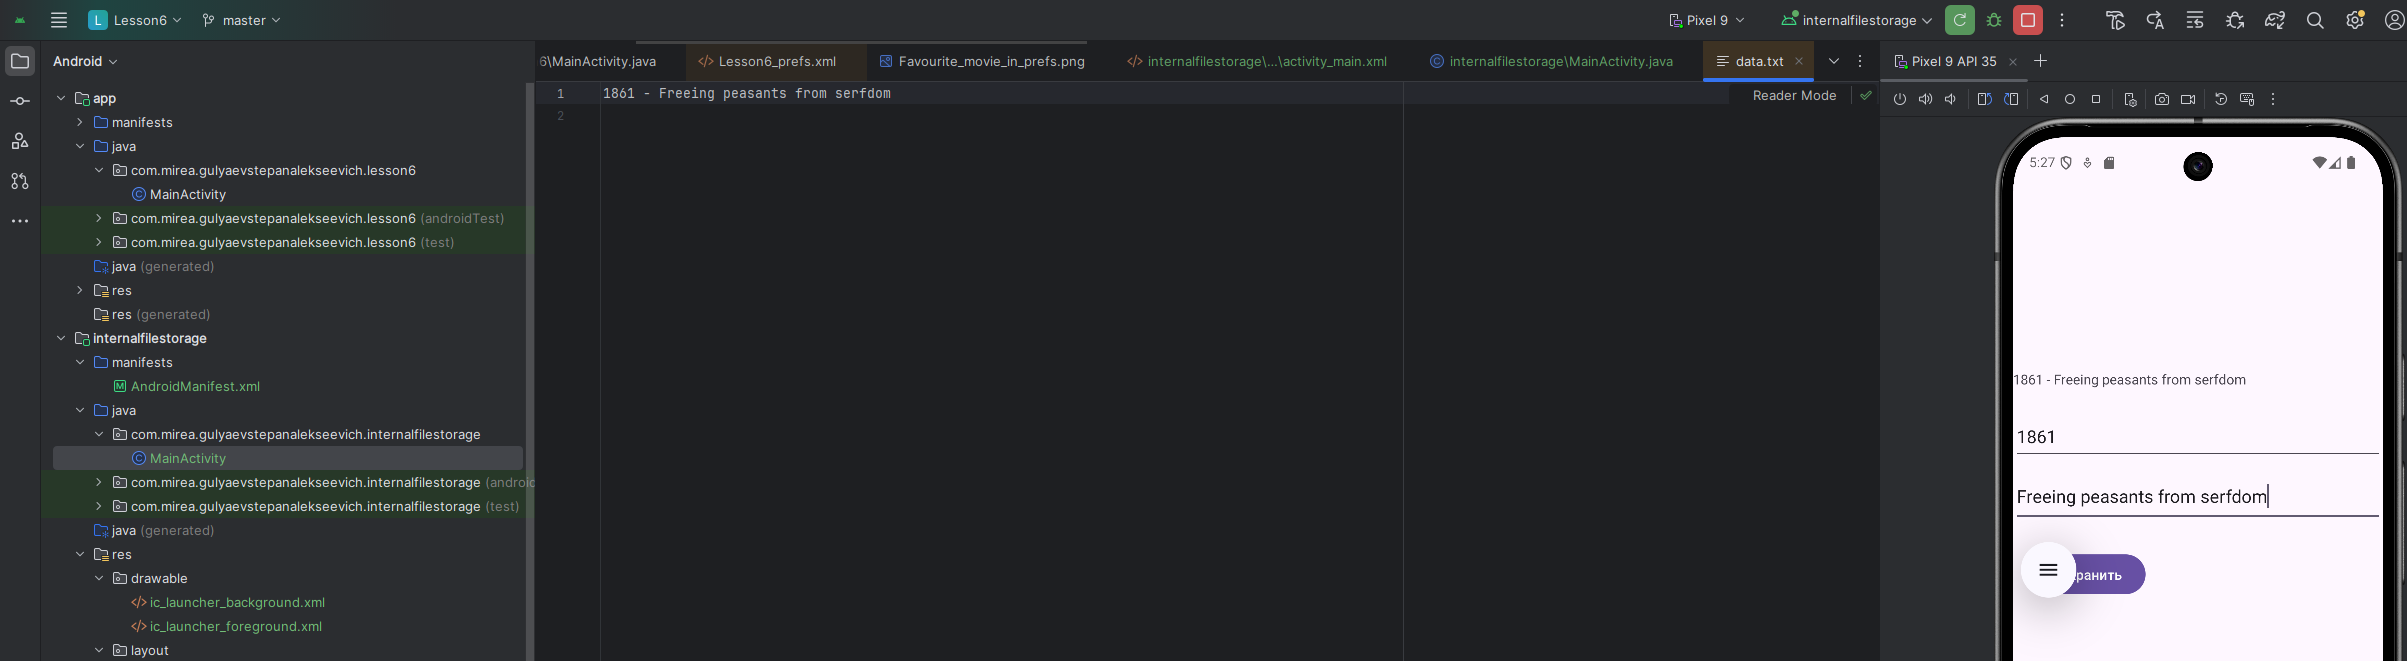 L Lesson6 master Pixel 9 internalfilestorage
Android
6\MainActivity.java Lesson6_prefs.xml Favourite_movie_in_prefs.png internalfilestorage\...\activity_main.xml internalfilestorage\MainActivity.java data.txt
Pixel 9 API 35
app
manifests
java
com.mirea.gulyaevstepanalekseevich.lesson6
MainActivity
com.mirea.gulyaevstepanalekseevich.lesson6 (androidTest)
com.mirea.gulyaevstepanalekseevich.lesson6 (test)
java (generated)
res
res (generated)
internalfilestorage
manifests
AndroidManifest.xml
java
com.mirea.gulyaevstepanalekseevich.internalfilestorage
MainActivity
com.mirea.gulyaevstepanalekseevich.internalfilestorage (androic
com.mirea.gulyaevstepanalekseevich.internalfilestorage (test)
java (generated)
res
drawable
ic_launcher_background.xml
ic_launcher_foreground.xml
layout
1 1861 - Freeing peasants from serfdom
2
Reader Mode
5:27
1861 - Freeing peasants from serfdom
1861
Freeing peasants from serfdom
ранить